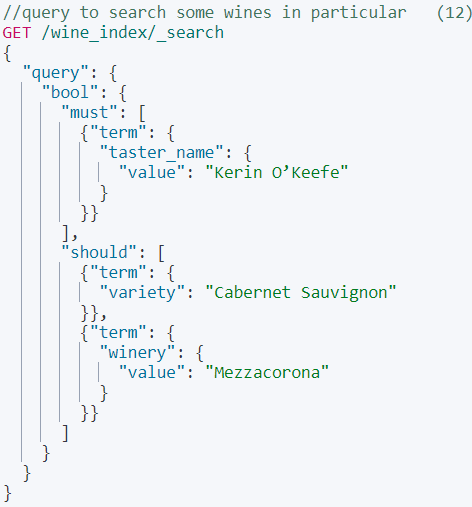 //query to search some wines in particular   (12)
GET /wine_index/_search
{
  "query": {
    "bool": {
      "must": [
        {"term": {
          "taster_name": {
            "value": "Kerin O’Keefe"
          }
        }}
      ],
      "should": [
        {"term": {
          "variety": "Cabernet Sauvignon"
        }},
        {"term": {
          "winery": {
            "value": "Mezzacorona"
          }
        }}
      ]
    }
  }
}